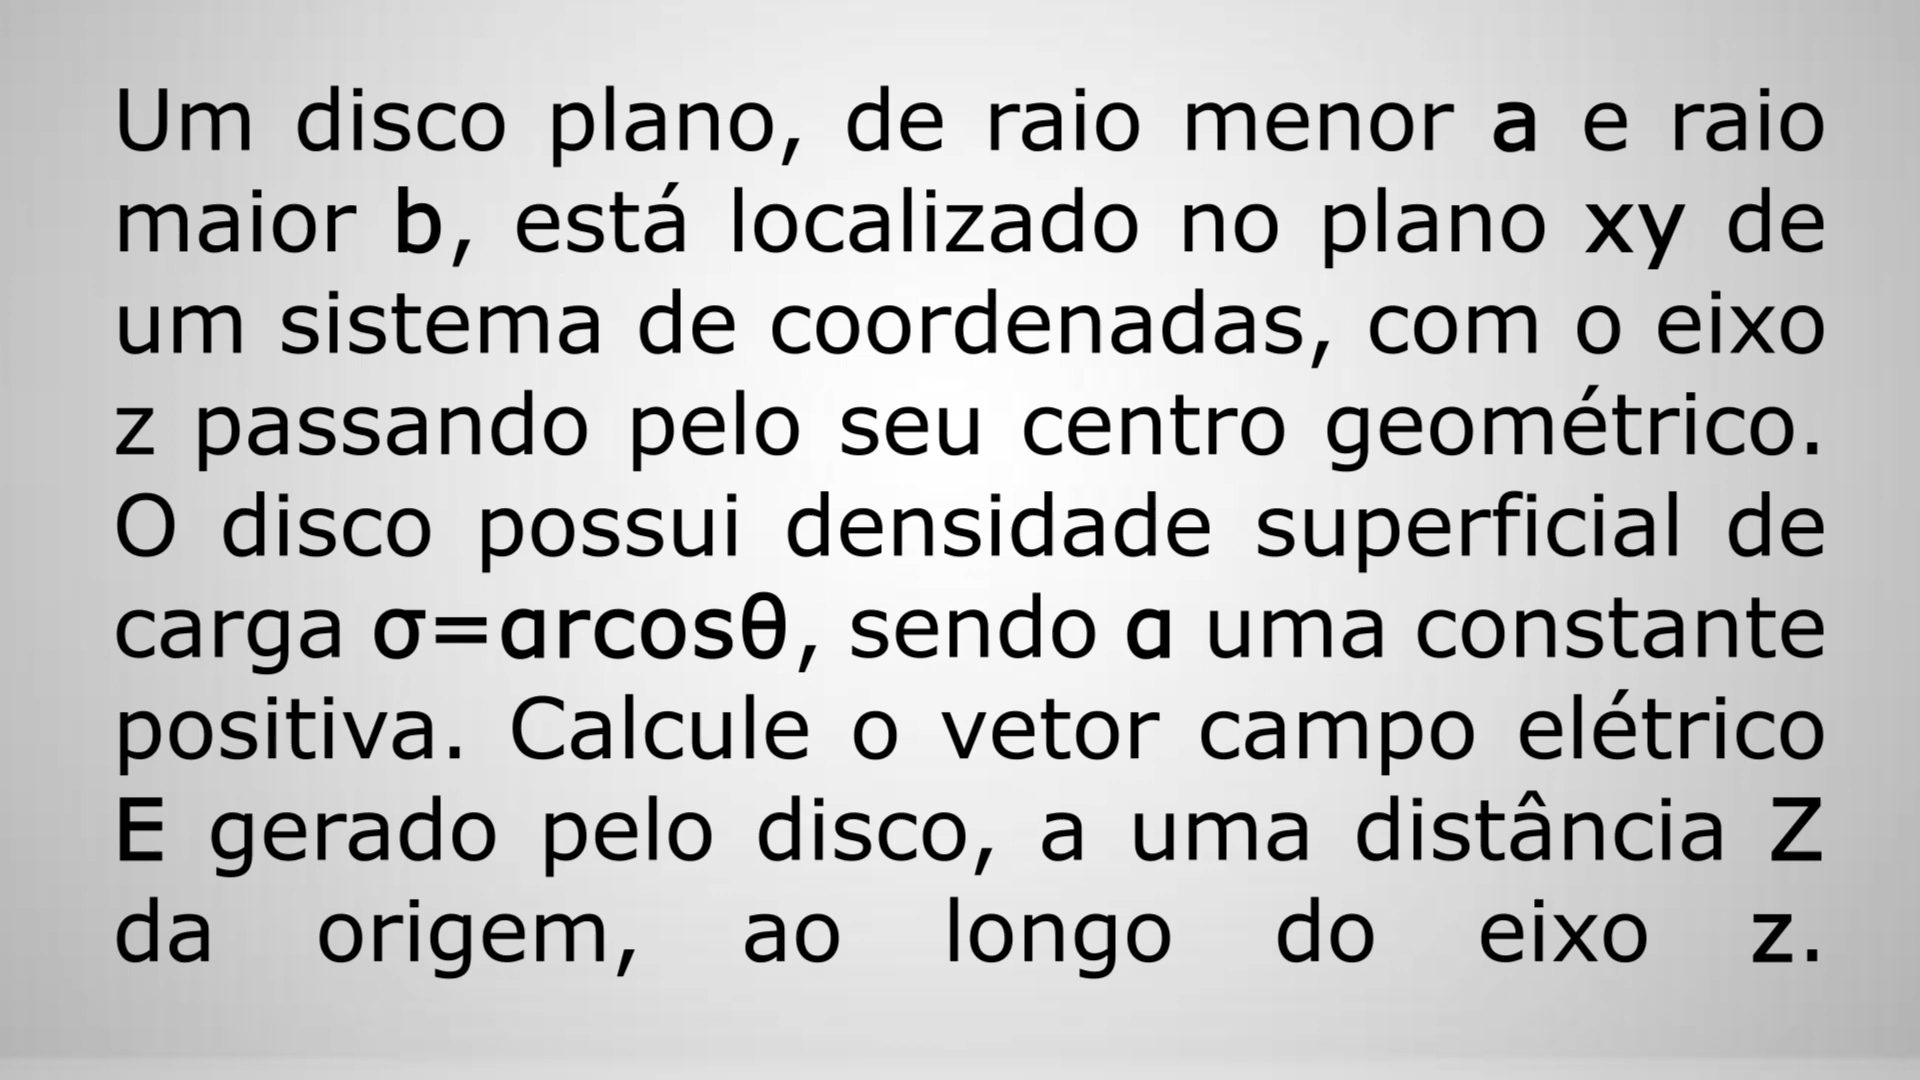 Um disco plano, de raio menor a e raio
maior b, está localizado no plano xy de
um sistema de coordenadas, com o eixo
z passando pelo seu centro geométrico.
O disco possui densidade superficial de
carga σ=αrcosθ, sendo α uma constante
positiva. Calcule o vetor campo elétrico
E gerado pelo disco, a uma distância Z
da origem, ao longo do eixo z.